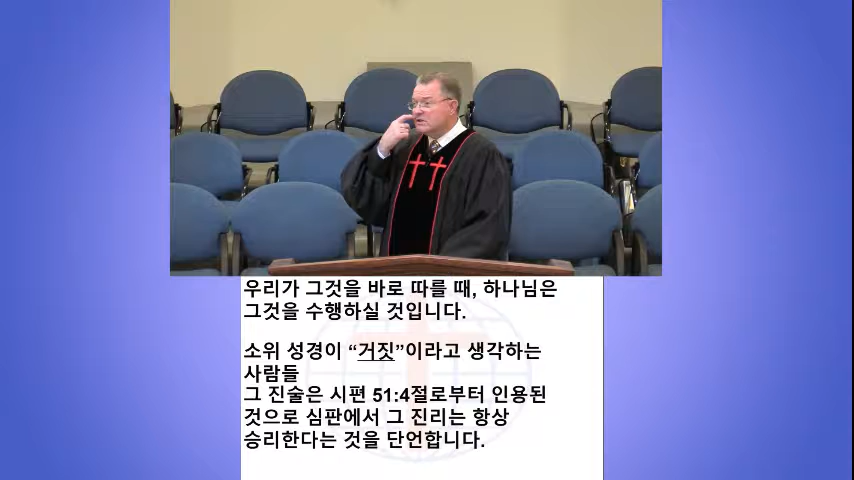 우리가 그것을 바로 따를 때, 하나님은
그것을 수행하실 것입니다.
소위 성경이 “거짓”이라고 생각하는
사람들
그 진술은 시편 51:4절로부터 인용된
것으로 심판에서 그 진리는 항상
승리한다는 것을 단언합니다.